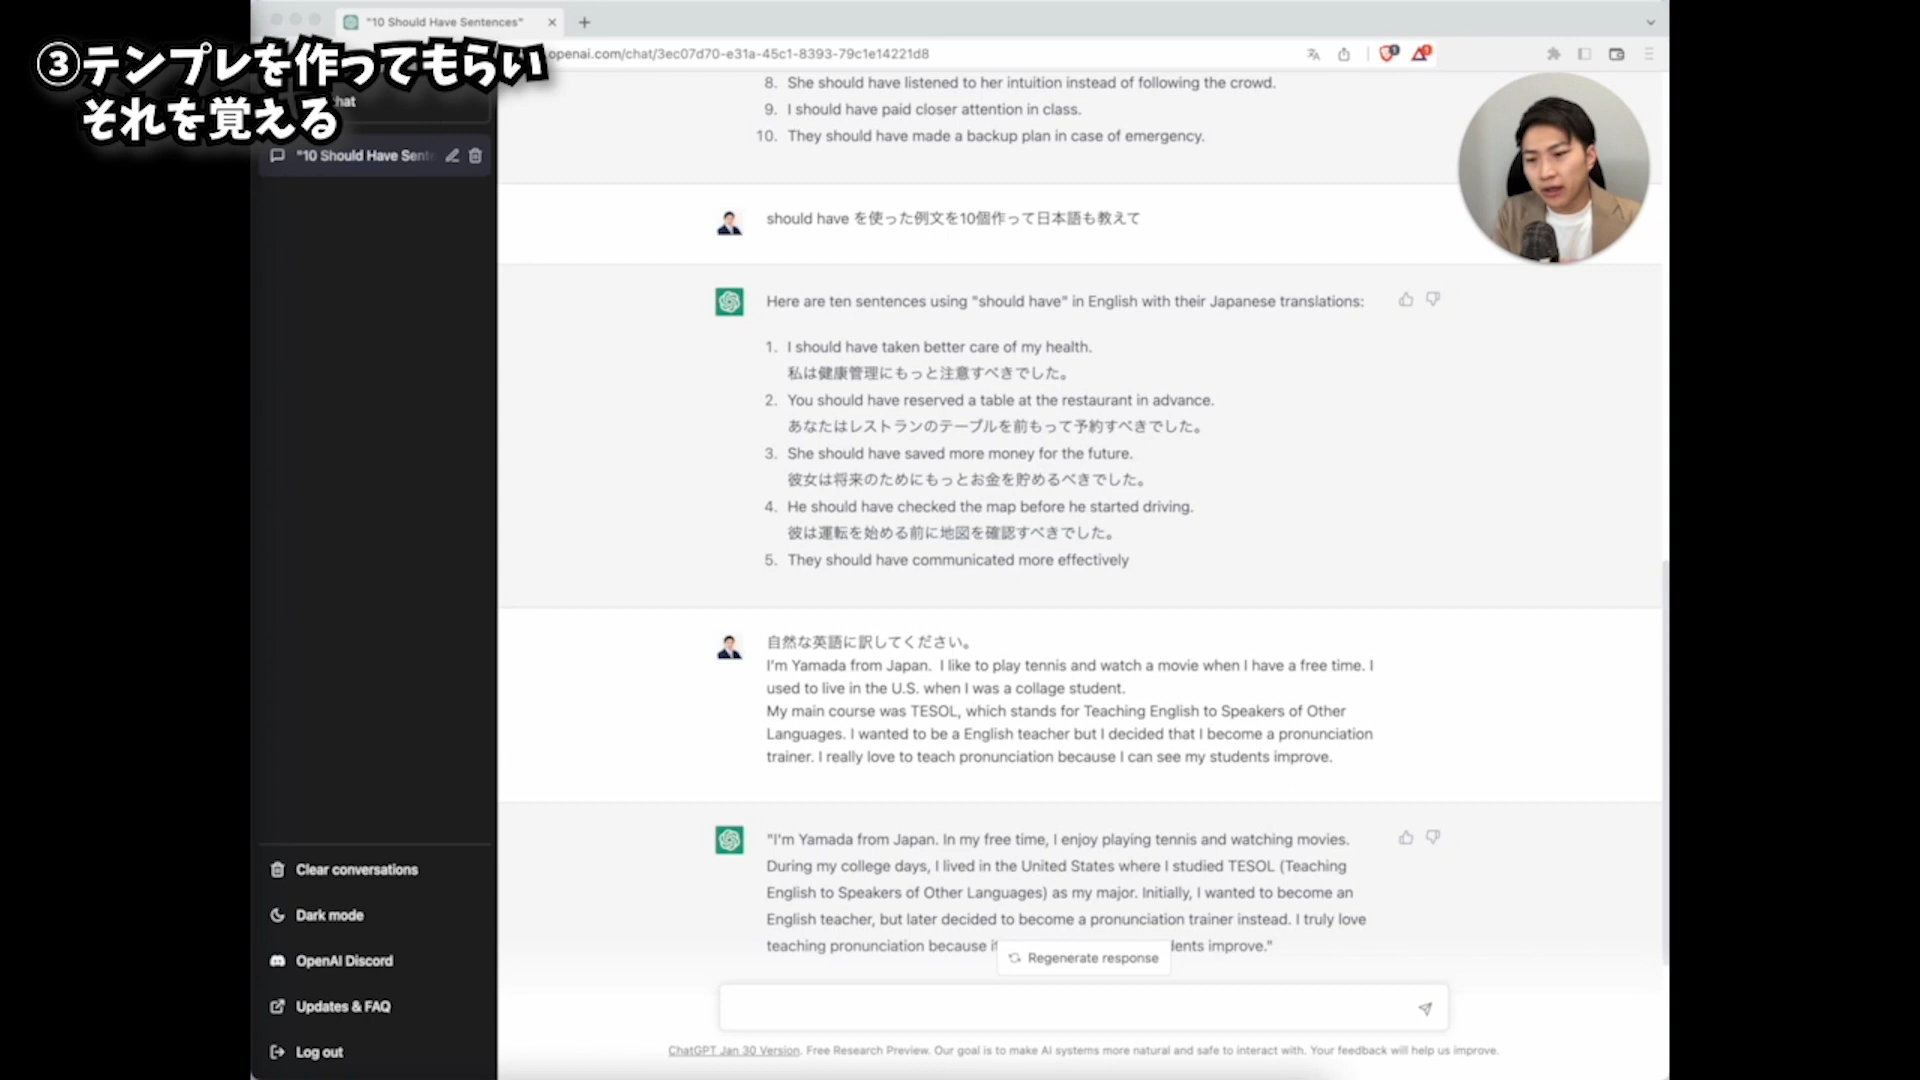 ③テンプレを作ってもらい
それを覚える
"10 Should Have Sentences"
openai.com/chat/3ec07d70-e31a-45c1-8393-79c1e14221d8
hat
"10 Should Have Sent
8. She should have listened to her intuition instead of following the crowd.
9. I should have paid closer attention in class.
10. They should have made a backup plan in case of emergency.
should have を使った例文を10個作って日本語も教えて
Here are ten sentences using "should have" in English with their Japanese translations:
1. I should have taken better care of my health.
私は健康管理にもっと注意すべきでした。
2. You should have reserved a table at the restaurant in advance.
あなたはレストランのテーブルを前もって予約すべきでした。
3. She should have saved more money for the future.
彼女は将来のためにもっとお金を貯めるべきでした。
4. He should have checked the map before he started driving.
彼は運転を始める前に地図を確認すべきでした。
5. They should have communicated more effectively
自然な英語に訳してください。
I'm Yamada from Japan. I like to play tennis and watch a movie when I have a free time. I
used to live in the U.S. when I was a collage student.
My main course was TESOL, which stands for Teaching English to Speakers of Other
Languages. I wanted to be a English teacher but I decided that I become a pronunciation
trainer. I really love to teach pronunciation because I can see my students improve.
"I'm Yamada from Japan. In my free time, I enjoy playing tennis and watching movies.
During my college days, I lived in the United States where I studied TESOL (Teaching
English to Speakers of Other Languages) as my major. Initially, I wanted to become an
English teacher, but later decided to become a pronunciation trainer instead. I truly love
teaching pronunciation because i
dents improve."
Regenerate response
Clear conversations
Dark mode
OpenAI Discord
Updates & FAQ
Log out
ChatGPT Jan 30 Version. Free Research Preview. Our goal is to make AI systems more natural and safe to interact with. Your feedback will help us improve.